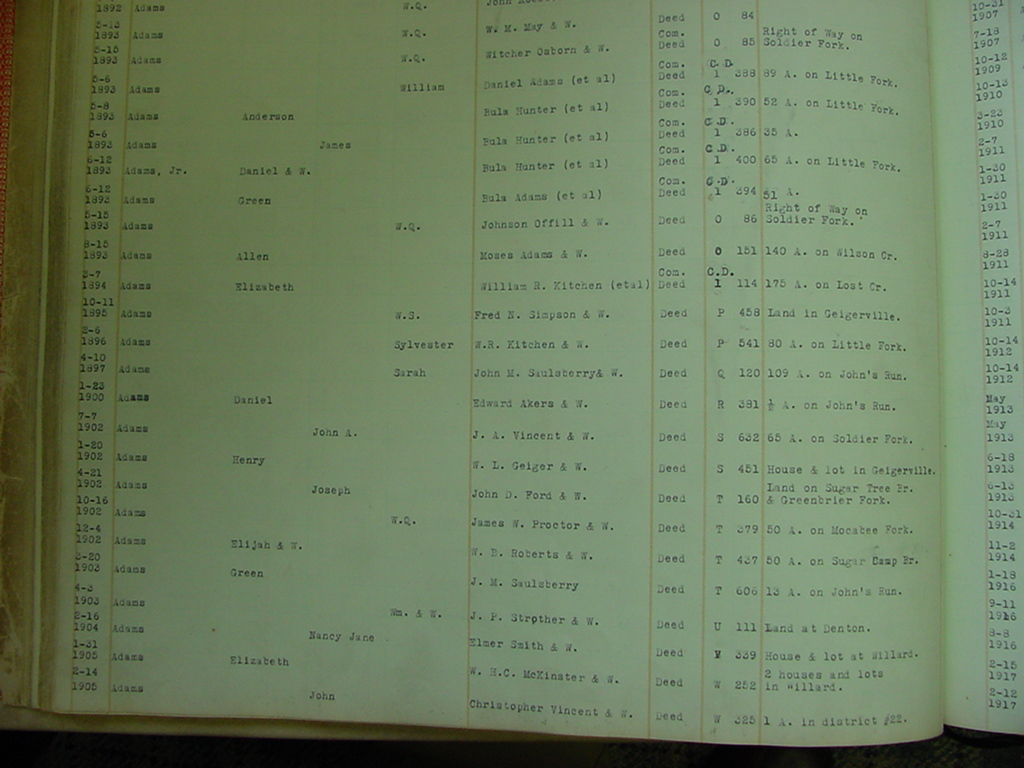 1892 Adams W.Q. John
5-13
1893 Adams W.Q. W. M. May & W. Deed O 84
5-15 Com. Right of Way on
1893 Adams W.Q. Witcher Osborn & W. Deed O 85 Soldier Fork.
5-6 Com. C.D.
1893 Adams William Daniel Adams (et al) Deed 1 388 89 A. on Little Fork.
5-8 Com. C.D.
1893 Adams Anderson Bula Hunter (et al) Deed 1 390 52 A. on Little Fork.
5-6 Com. C.D.
1893 Adams James Bula Hunter (et al) Deed 1 386 35 A.
6-12 Com. C.D.
1893 Adams, Jr. Daniel & W. Bula Hunter (et al) Deed 1 400 65 A. on Little Fork.
6-12 Com. C.D.
1893 Adams Green Bula Adams (et al) Deed 1 394 51 A.
5-15 Right of Way on
1893 Adams W.Q. Johnson Offill & W. Deed O 86 Soldier Fork.
8-15
1893 Adams Allen Moses Adams & W. Deed O 151 140 A. on Wilson Cr.
3-7 Com. C.D.
1894 Adams Elizabeth William R. Kitchen (etal) Deed 1 114 175 A. on Lost Cr.
10-11
1895 Adams W.S. Fred N. Simpson & W. Deed P 458 Land in Geigerville.
2-6
1896 Adams Sylvester W.R. Kitchen & W. Deed P 541 80 A. on Little Fork.
4-10
1897 Adams Sarah John M. Saulsberry& W. Deed Q 120 109 A. on John's Run.
1-23
1900 Adams Daniel Edward Akers & W. Deed R 381 ½ A. on John's Run.
7-7
1902 Adams John A. J. A. Vincent & W. Deed S 632 65 A. on Soldier Fork.
1-20
1902 Adams Henry W. L. Geiger & W. Deed S 451 House & lot in Geigerville.
4-21 Land on Sugar Tree Br.
1902 Adams Joseph John D. Ford & W. Deed T 160 & Greenbrier Fork.
10-16
1902 Adams W.Q. James W. Proctor & W. Deed T 379 50 A. on Mocabee Fork.
12-4
1902 Adams Elijah & W. W. B. Roberts & W. Deed T 437 50 A. on Sugar Camp Br.
3-20
1903 Adams Green J. M. Saulsberry Deed T 606 13 A. on John's Run.
4-3
1903 Adams Wm. & W. J. P. Strother & W. Deed U 111 Land at Denton.
2-16
1904 Adams Nancy Jane Elmer Smith & W. Deed V 339 House & lot at Willard.
1-31 2 houses and lots
1905 Adams Elizabeth W. H.C. McKinster & W. Deed W 252 in Willard.
2-14
1905 Adams John Christopher Vincent & W. Deed W 325 1 A. in district #22.
10-31
1907
7-18
1907
10-12
1909
10-13
1910
3-23
1910
2-7
1911
1-30
1911
1-30
1911
2-7
1911
8-28
1911
10-14
1911
10-3
1911
10-14
1912
10-14
1912
May
1913
May
1913
6-18
1913
6-13
1913
10-31
1914
11-2
1914
1-18
1916
9-11
1916
8-8
1916
2-15
1917
2-12
1917